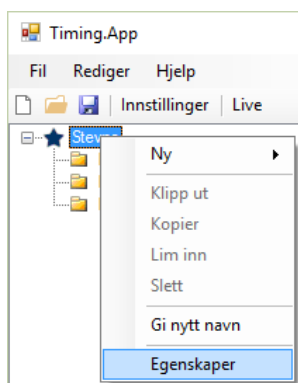 Timing.App
Fil Rediger Hjelp
Innstillinger Live
Ny
Klipp ut
Kopier
Lim inn
Slett
Gi nytt navn
Egenskaper